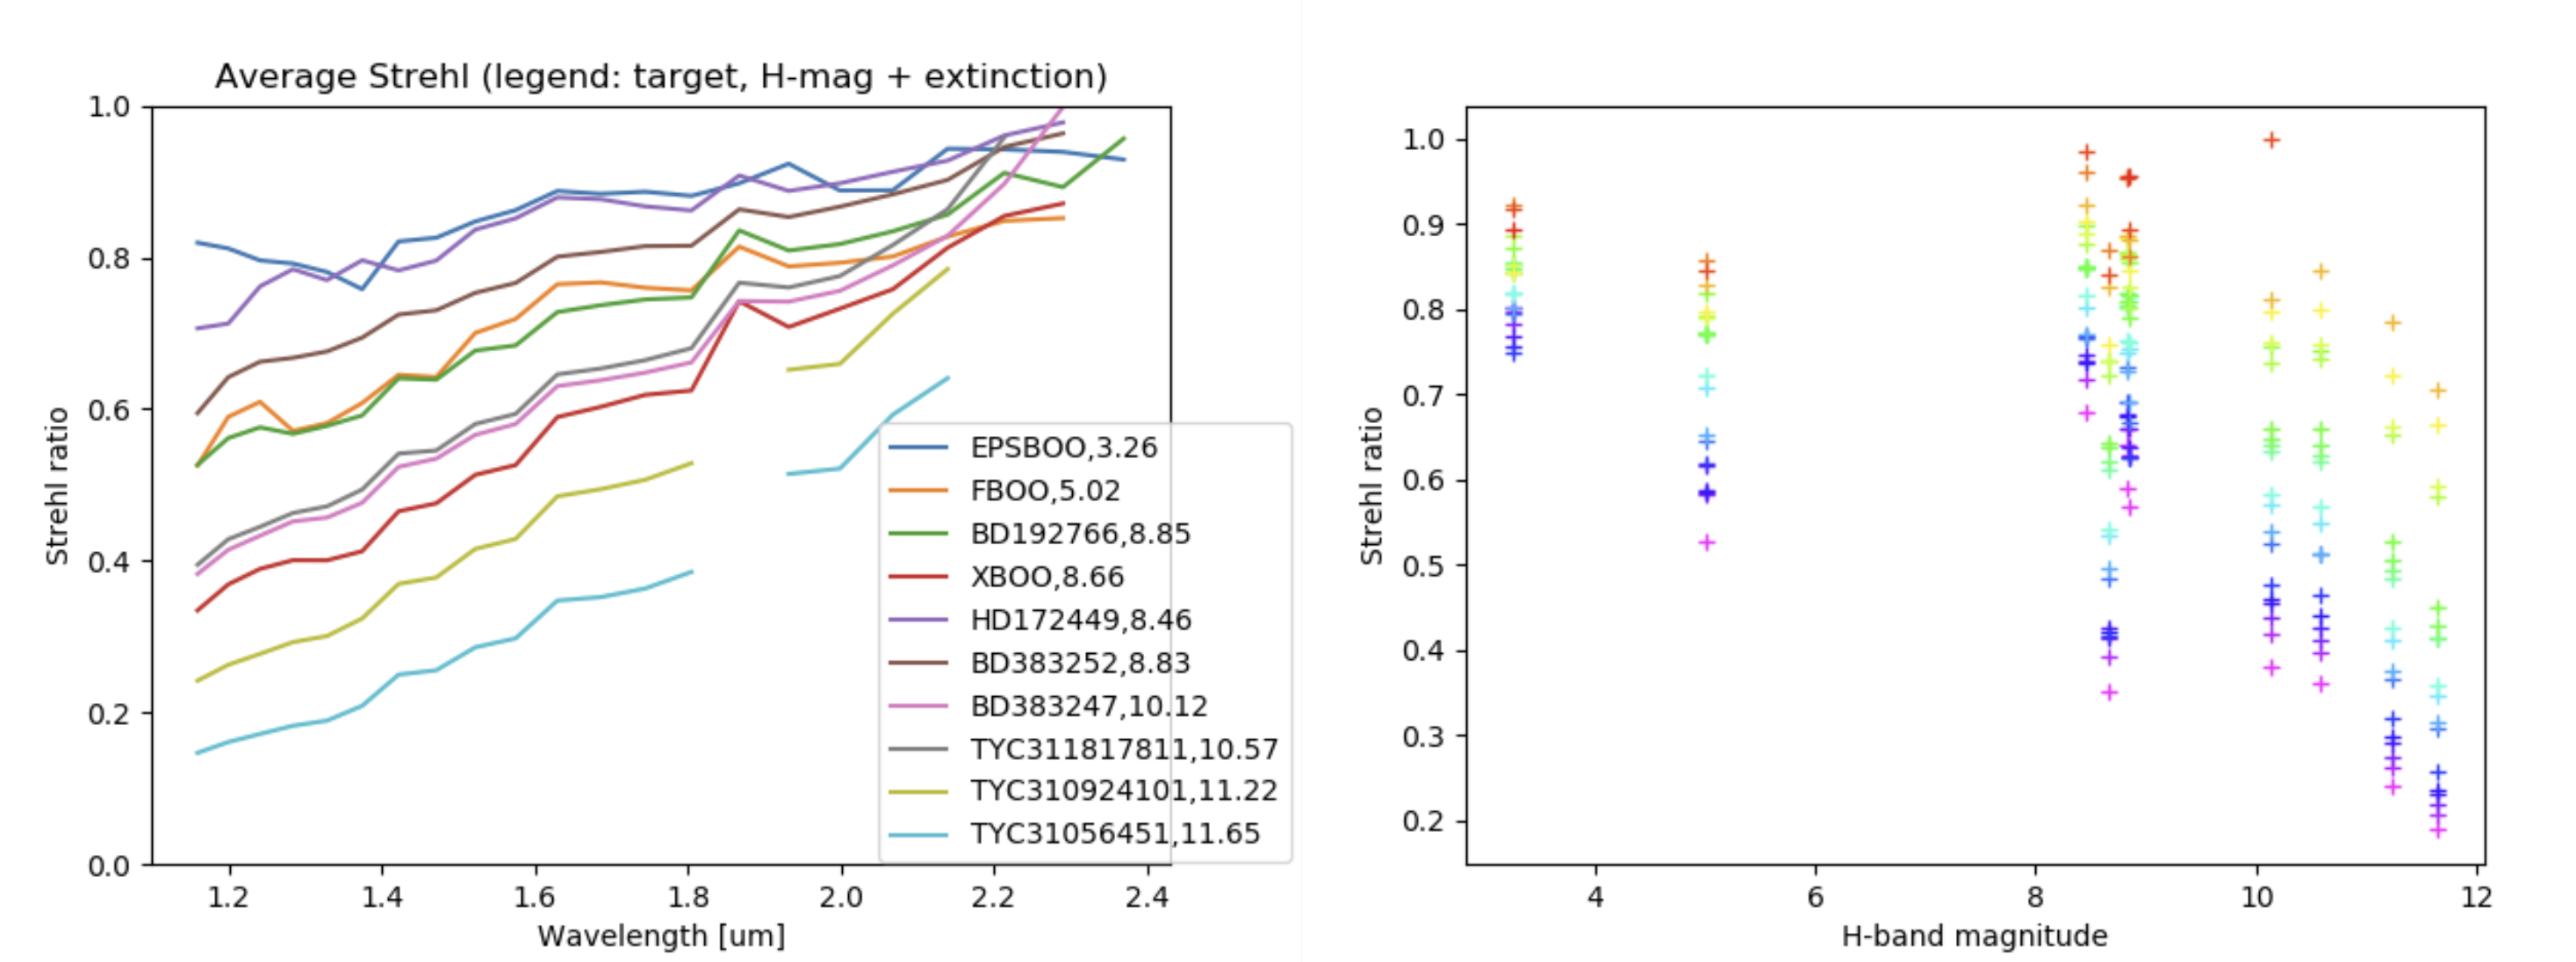 Average Strehl (legend: target, H-mag + extinction)
1.0
0.8
0.6
0.4
0.2
0.0
Strehl ratio
1.2
1.4
1.6
1.8
2.0
2.2
2.4
Wavelength [um]
EPSBOO,3.26
FBOO,5.02
BD192766,8.85
XBOO,8.66
HD172449,8.46
BD383252,8.83
BD383247,10.12
TYC311817811,10.57
TYC310924101,11.22
TYC31056451,11.65
1.0
0.9
0.8
0.7
0.6
0.5
0.4
0.3
0.2
Strehl ratio
4
6
8
10
12
H-band magnitude